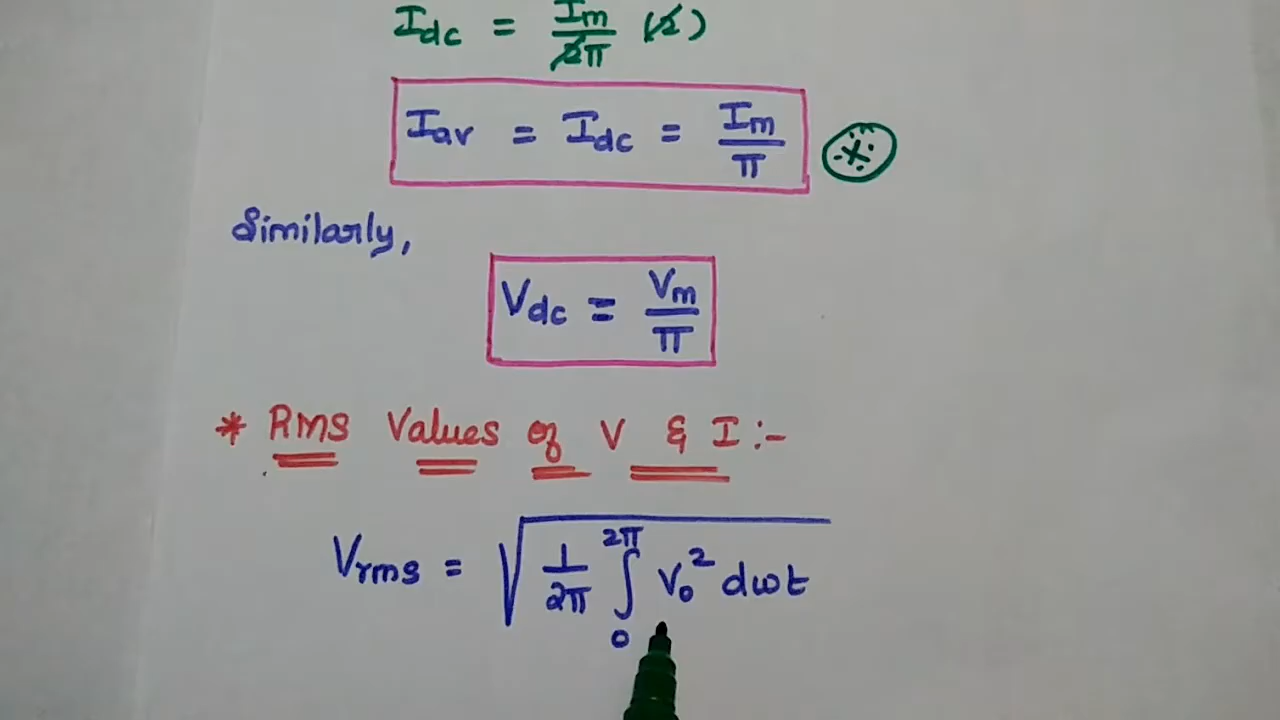 Idc = Im/2π (2)
Iav = Idc = Im/π
Similarly,
Vdc = Vm/π
* RMS Values of V & I :-
Vrms = √(1/2π ∫₀^2π V₀² dωt)